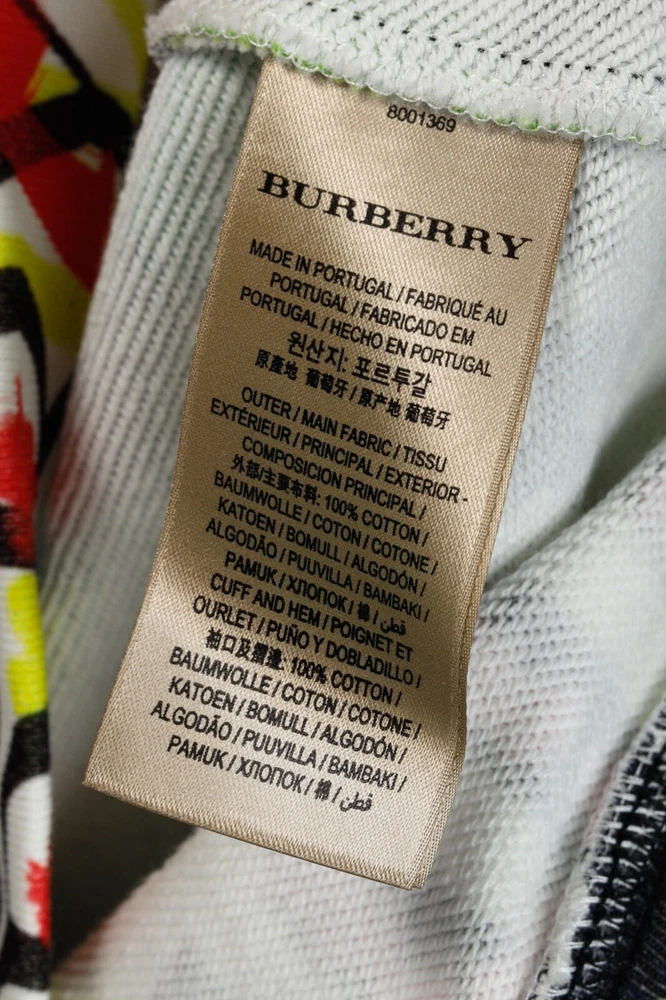 8001369
BURBERRY
MADE IN PORTUGAL / FABRIQUÉ AU
PORTUGAL / FABRICADO EM
PORTUGAL / HECHO EN PORTUGAL
원산지: 포르투갈
原產地 葡萄牙 / 原产地 葡萄牙
OUTER / MAIN FABRIC / TISSU
EXTÉRIEUR / PRINCIPAL / EXTERIOR -
COMPOSICION PRINCIPAL /
外部/主要布料: 100% COTTON /
BAUMWOLLE / COTON / COTONE /
KATOEN / BOMULL / ALGODÓN /
ALGODÃO / PUUVILLA / BAMBAKI /
PAMUK / ХЛОПОК / 棉 / قطن /
CUFF AND HEM / POIGNET ET
OURLET / PUÑO Y DOBLADILLO /
袖口及摺邊: 100% COTTON /
BAUMWOLLE / COTON / COTONE /
KATOEN / BOMULL / ALGODÓN /
ALGODÃO / PUUVILLA / BAMBAKI /
PAMUK / ХЛОПОК / 棉 / قطن /